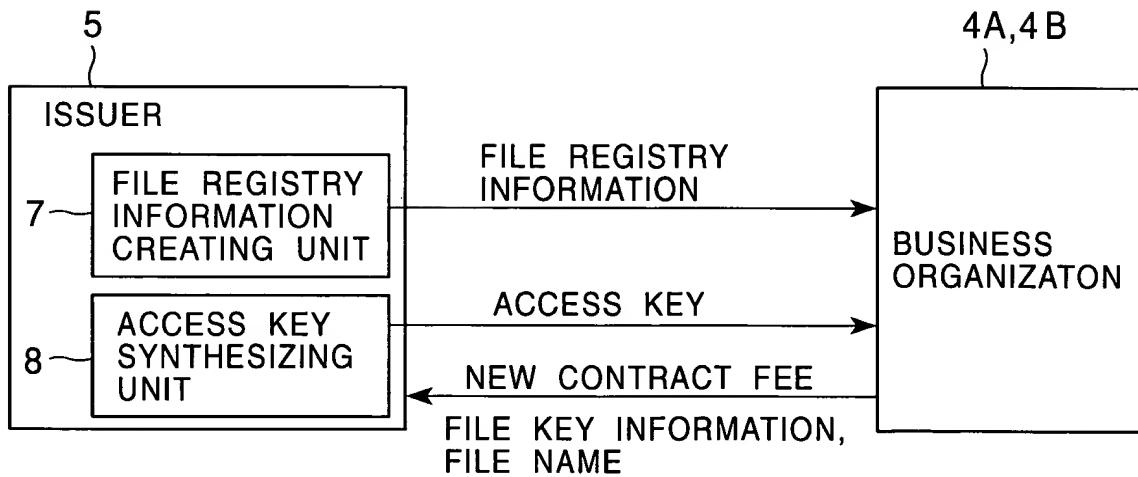 5
4A,4B
ISSUER
FILE REGISTRY
INFORMATION
CREATING UNIT
7
FILE REGISTRY
INFORMATION
BUSINESS
ORGANIZATON
ACCESS KEY
SYNTHESIZING
UNIT
8
ACCESS KEY
NEW CONTRACT FEE
FILE KEY INFORMATION,
FILE NAME